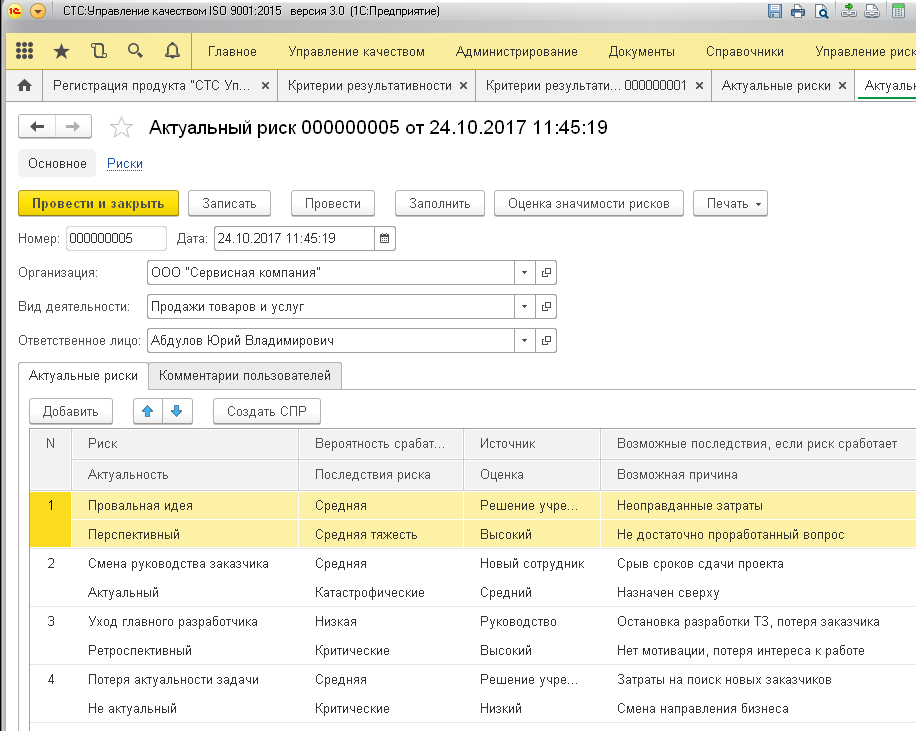 СТС:Управление качеством ISO 9001:2015 версия 3.0 (1С:Предприятие)
Главное Управление качеством Администрирование Документы Справочники Управление риск
Регистрация продукта "СТС Уп... × Критерии результативности × Критерии результати... 000000001 × Актуальные риски × Актуальн
Актуальный риск 000000005 от 24.10.2017 11:45:19
Основное Риски
Провести и закрыть Записать Провести Заполнить Оценка значимости рисков Печать
Номер: 000000005 Дата: 24.10.2017 11:45:19
Организация: ООО "Сервисная компания"
Вид деятельности: Продажи товаров и услуг
Ответственное лицо: Абдулов Юрий Владимирович
Актуальные риски Комментарии пользователей
Добавить Создать СПР
N Риск Вероятность срабат... Источник Возможные последствия, если риск сработает
Актуальность Последствия риска Оценка Возможная причина
1 Провальная идея Средняя Решение учре... Неоправданные затраты
Перспективный Средняя тяжесть Высокий Не достаточно проработанный вопрос
2 Смена руководства заказчика Средняя Новый сотрудник Срыв сроков сдачи проекта
Актуальный Катастрофические Средний Назначен сверху
3 Уход главного разработчика Низкая Руководство Остановка разработки ТЗ, потеря заказчика
Ретроспективный Критические Высокий Нет мотивации, потеря интереса к работе
4 Потеря актуальности задачи Средняя Решение учре... Затраты на поиск новых заказчиков
Не актуальный Критические Низкий Смена направления бизнеса